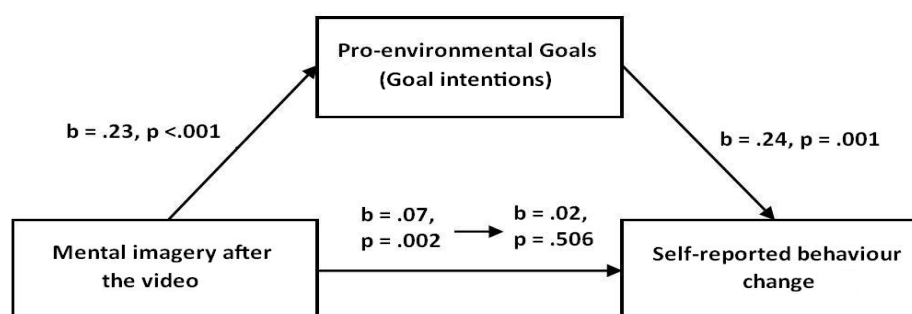 Pro-environmental Goals
(Goal intentions)
b = .23, p <.001
b = .24, p = .001
b = .07,
p = .002
b = .02,
p = .506
Mental imagery after
the video
Self-reported behaviour
change